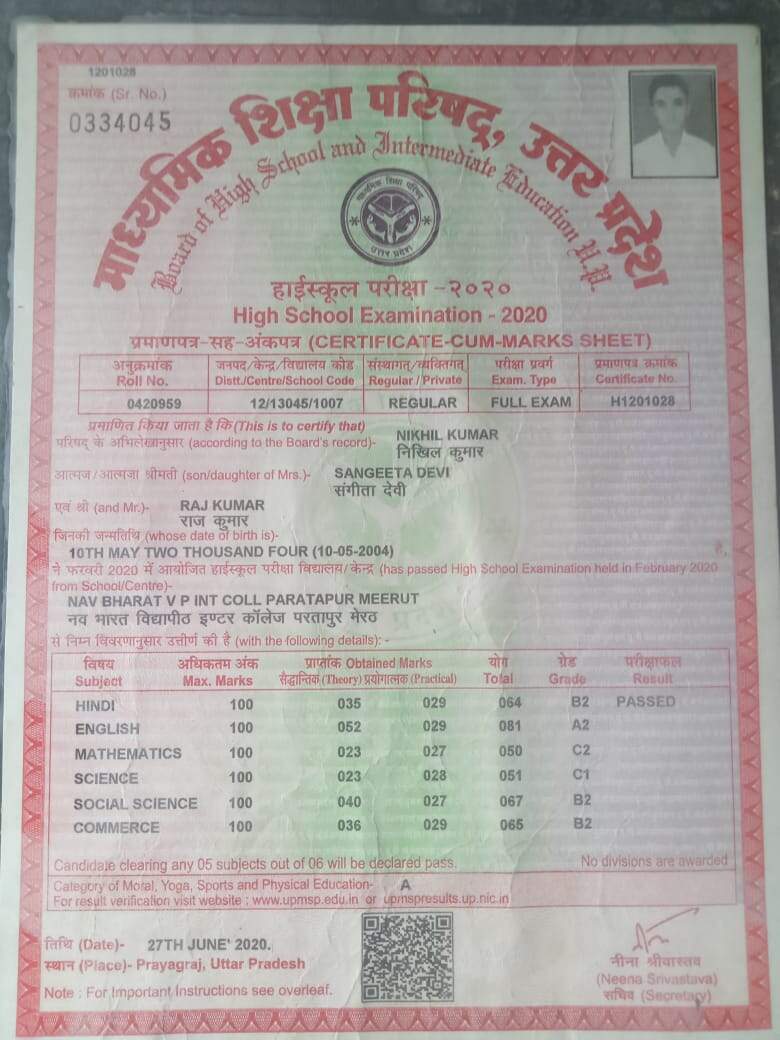 1201028
क्रमांक (Sr. No.)
0334045
माध्यमिक शिक्षा परिषद्, उत्तर प्रदेश
Board of High School and Intermediate Education U.P.
माध्यमिक शिक्षा परिषद्
उत्तर प्रदेश
हाईस्कूल परीक्षा -२०२०
High School Examination - 2020
प्रमाणपत्र-सह-अंकपत्र (CERTIFICATE-CUM-MARKS SHEET)
अनुक्रमांक जनपद/केन्द्र/विद्यालय कोड संस्थागत/व्यक्तिगत परीक्षा प्रवर्ग प्रमाणपत्र क्रमांक
Roll No. Distt./Centre/School Code Regular / Private Exam. Type Certificate No.
0420959 12/13045/1007 REGULAR FULL EXAM H1201028
प्रमाणित किया जाता है कि(This is to certify that)
परिषद् के अभिलेखानुसार (according to the Board's record)- NIKHIL KUMAR
निखिल कुमार
आत्मज/आत्मजा श्रीमती (son/daughter of Mrs.)- SANGEETA DEVI
संगीता देवी
एवं श्री (and Mr.)- RAJ KUMAR
राज कुमार
जिनकी जन्मतिथि (whose date of birth is)-
10TH MAY TWO THOUSAND FOUR (10-05-2004) है,
ने फरवरी 2020 में आयोजित हाईस्कूल परीक्षा विद्यालय/केन्द्र (has passed High School Examination held in February 2020
from School/Centre)-
NAV BHARAT V P INT COLL PARATAPUR MEERUT
नव भारत विद्यापीठ इण्टर कॉलेज परतापुर मेरठ
से निम्न विवरणानुसार उत्तीर्ण की है (with the following details): -
विषय अधिकतम अंक प्राप्तांक Obtained Marks योग ग्रेड परीक्षाफल
Subject Max. Marks सैद्धान्तिक (Theory) प्रयोगात्मक (Practical) Total Grade Result
HINDI 100 035 029 064 B2 PASSED
ENGLISH 100 052 029 081 A2
MATHEMATICS 100 023 027 050 C2
SCIENCE 100 023 028 051 C1
SOCIAL SCIENCE 100 040 027 067 B2
COMMERCE 100 036 029 065 B2
Candidate clearing any 05 subjects out of 06 will be declared pass. No divisions are awarded
Category of Moral, Yoga, Sports and Physical Education- A
For result verification visit website : www.upmsp.edu.in or upmspresults.up.nic.in
तिथि (Date)- 27TH JUNE' 2020.
स्थान (Place)- Prayagraj, Uttar Pradesh
Note : For Important Instructions see overleaf.
नीना श्रीवास्तव
(Neena Srivastava)
सचिव (Secretary)